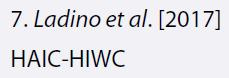 7. Ladino et al. [2017]
HAIC-HIWC